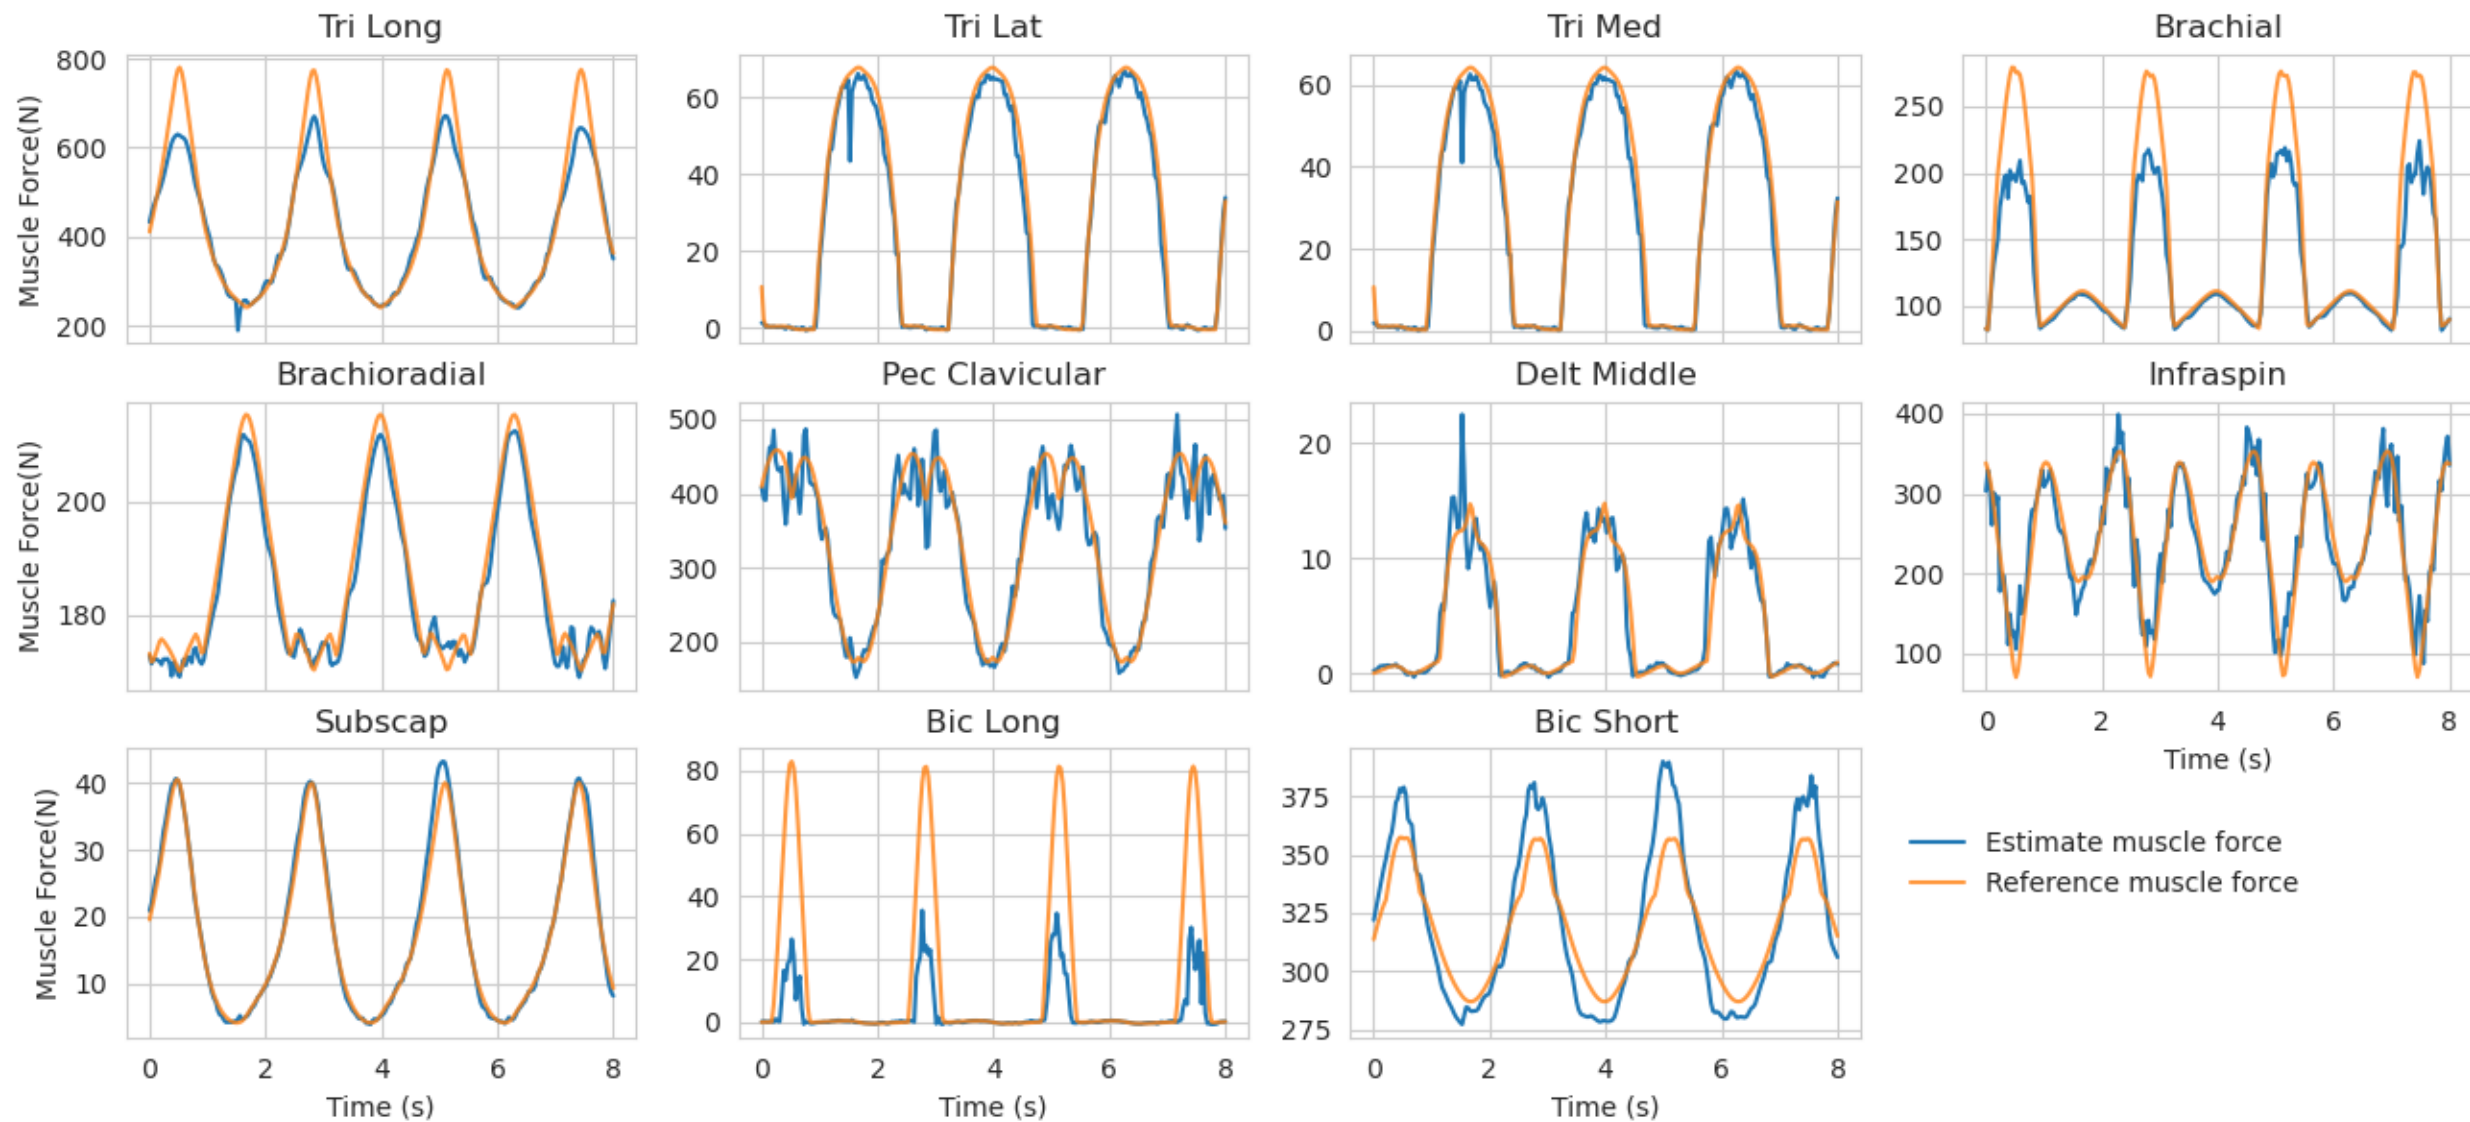 Tri Long
Tri Lat
Tri Med
Brachial
Muscle Force(N)
800
600
400
200
60
40
20
0
60
40
20
0
250
200
150
100
Brachioradial
Pec Clavicular
Delt Middle
Infraspin
Muscle Force(N)
200
180
500
400
300
200
20
10
0
400
300
200
100
0 2 4 6 8
Time (s)
Subscap
Bic Long
Bic Short
Muscle Force(N)
40
30
20
10
80
60
40
20
0
375
350
325
300
275
0 2 4 6 8
0 2 4 6 8
0 2 4 6 8
Time (s)
Time (s)
Time (s)
Estimate muscle force
Reference muscle force